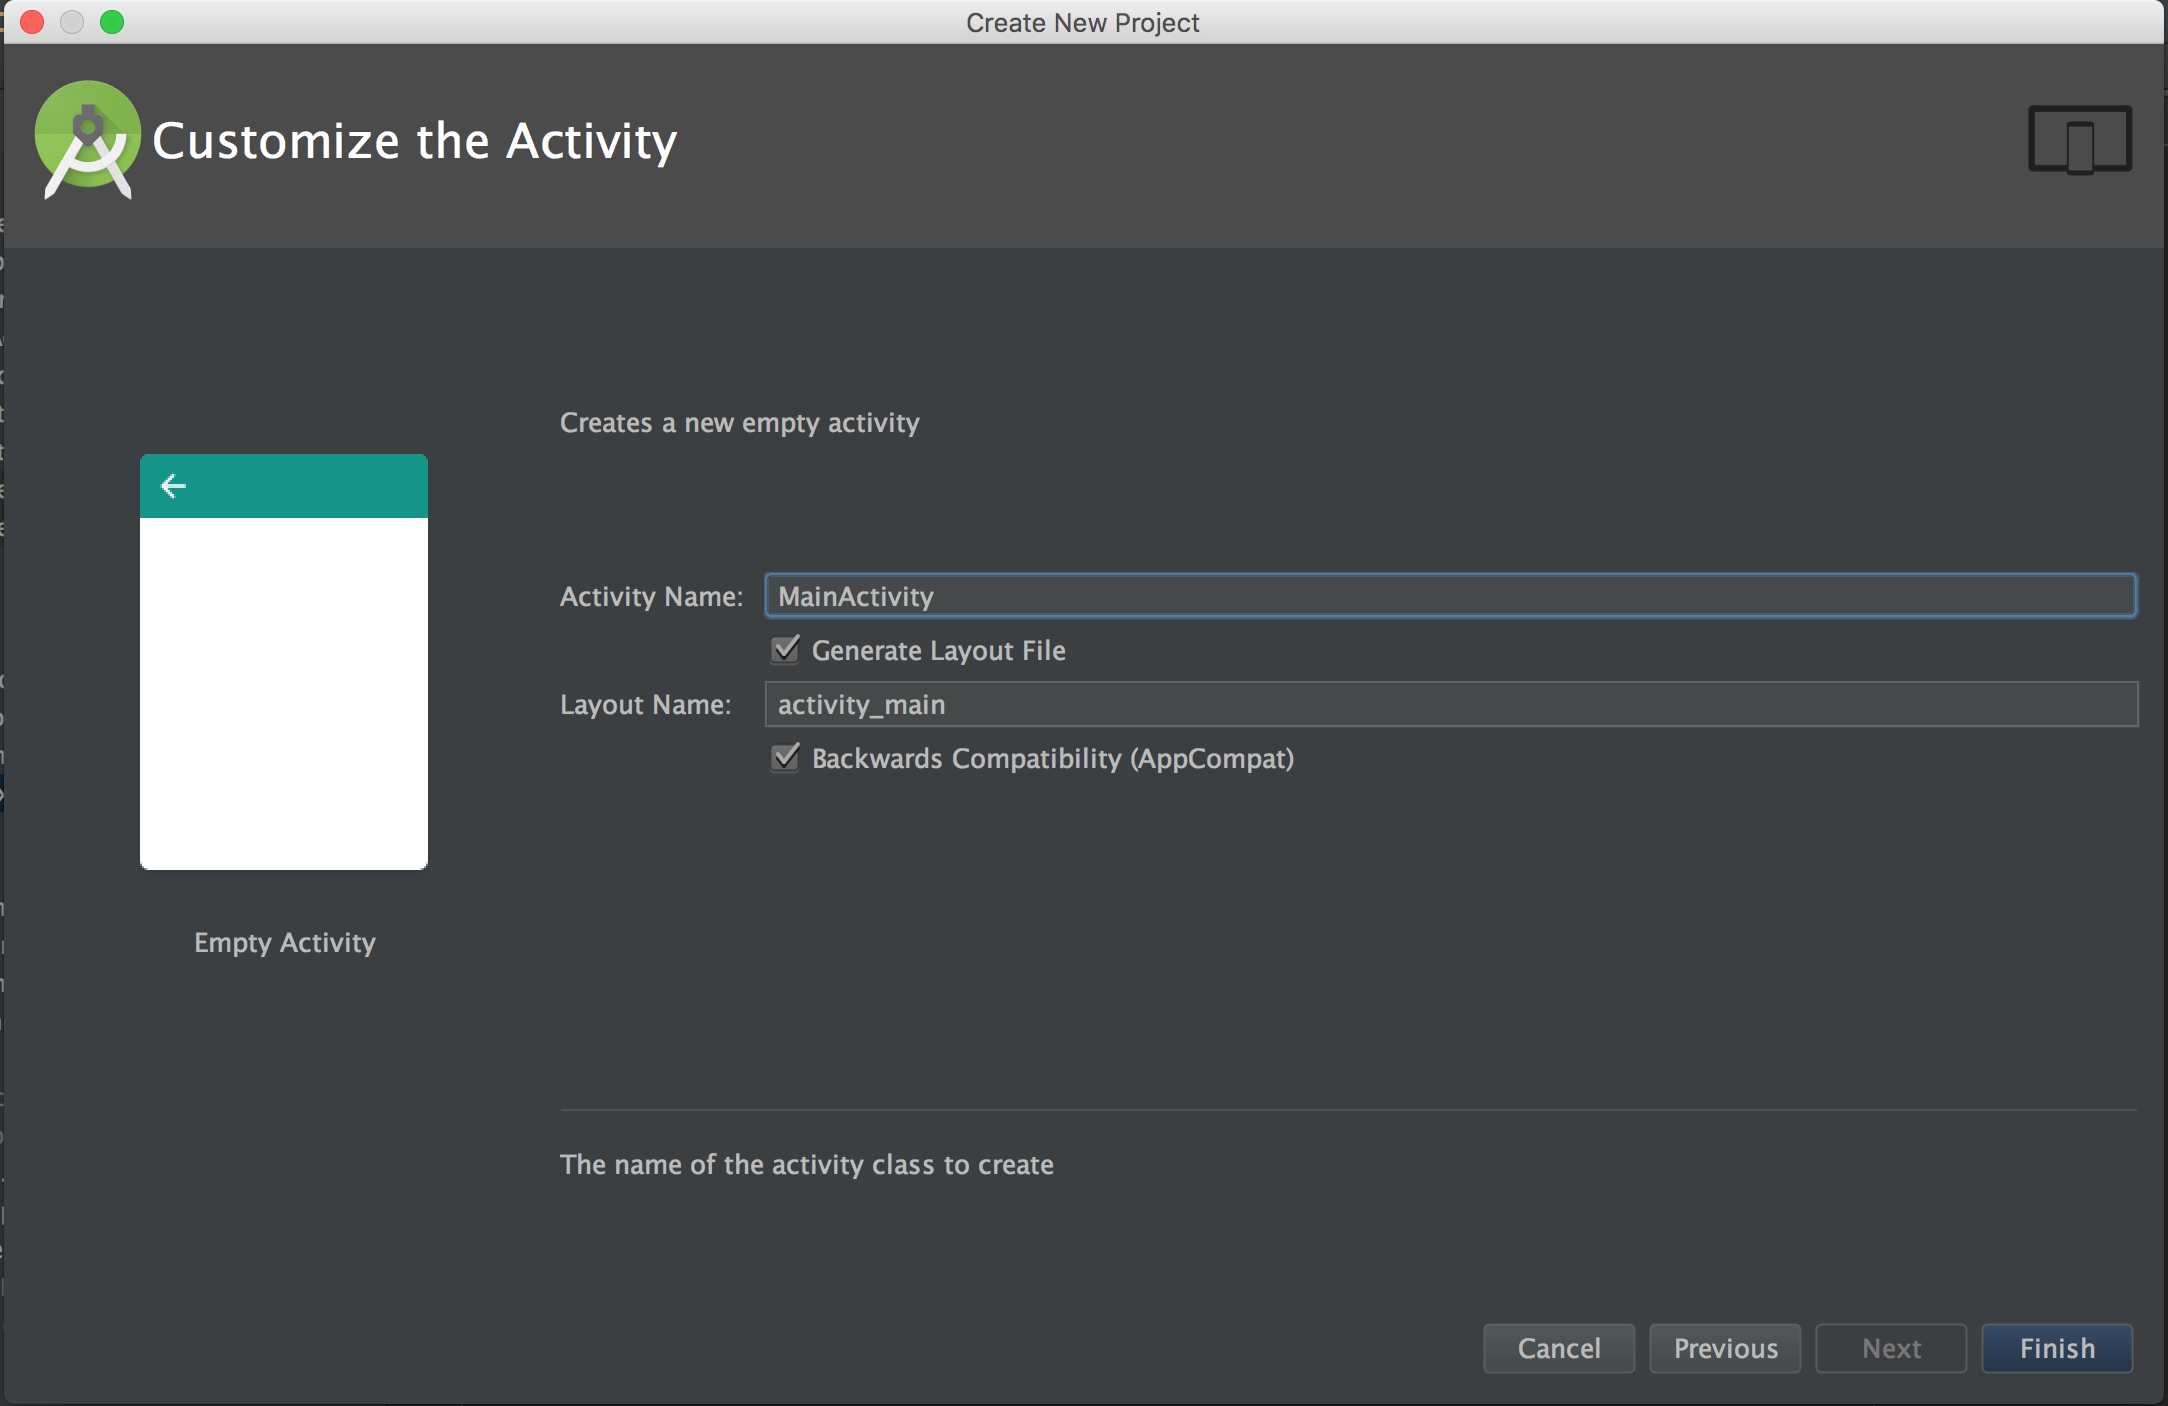 Create New Project
Customize the Activity
Creates a new empty activity
Activity Name: MainActivity
Generate Layout File
Layout Name: activity_main
Backwards Compatibility (AppCompat)
Empty Activity
The name of the activity class to create
Cancel Previous Next Finish